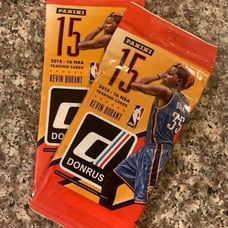 PANINI
15
2015-16 NBA
TRADING CARDS
KEVIN DURANT
DONRUSS
PANINI
15
2015-16 NBA
TRADING CARDS
KEVIN DURANT
NBA
35
DONRUSS